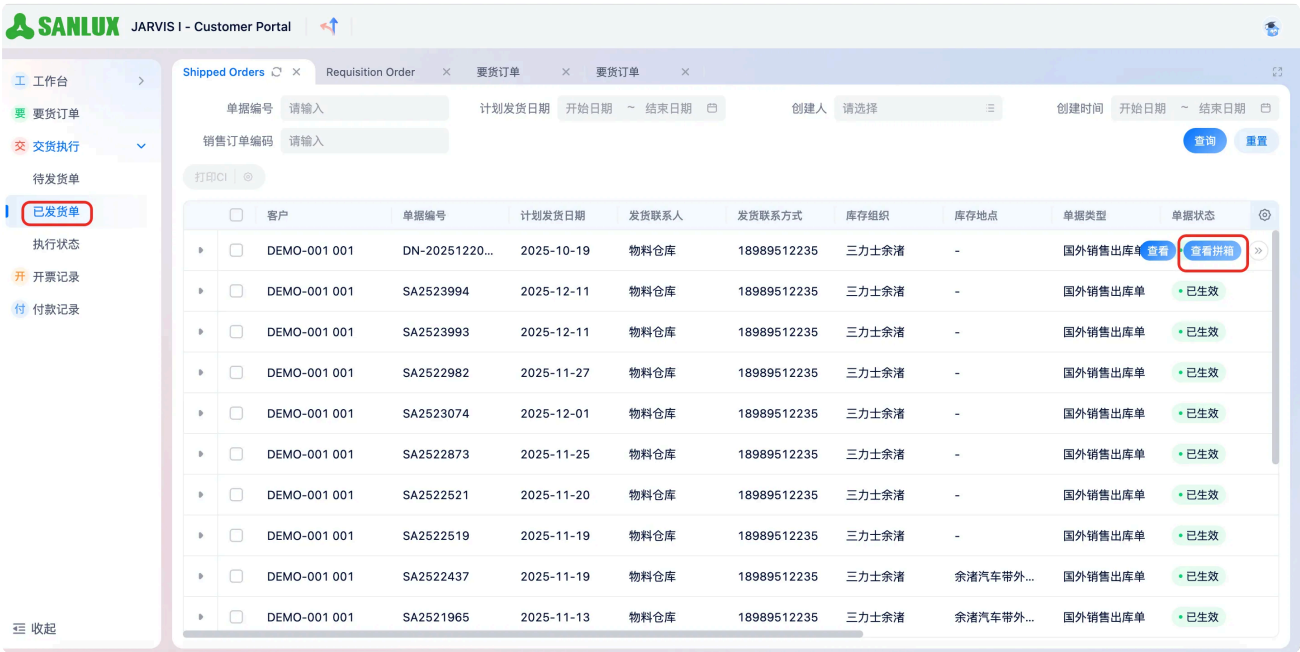 SANLUX JARVIS I - Customer Portal
工 工作台
要 要货订单
交 交货执行
待发货单
已发货单
执行状态
开 开票记录
付 付款记录
收起
Shipped Orders Requisition Order 要货订单 要货订单
单据编号 请输入 计划发货日期 开始日期 ~ 结束日期 创建人 请选择 创建时间 开始日期 ~ 结束日期
销售订单编码 请输入 查询 重置
打印CI
客户 单据编号 计划发货日期 发货联系人 发货联系方式 库存组织 库存地点 单据类型 单据状态
DEMO-001 001 DN-20251220... 2025-10-19 物料仓库 18989512235 三力士余渚 - 国外销售出库单 查看 查看拼箱
DEMO-001 001 SA2523994 2025-12-11 物料仓库 18989512235 三力士余渚 - 国外销售出库单 已生效
DEMO-001 001 SA2523993 2025-12-11 物料仓库 18989512235 三力士余渚 - 国外销售出库单 已生效
DEMO-001 001 SA2522982 2025-11-27 物料仓库 18989512235 三力士余渚 - 国外销售出库单 已生效
DEMO-001 001 SA2523074 2025-12-01 物料仓库 18989512235 三力士余渚 - 国外销售出库单 已生效
DEMO-001 001 SA2522873 2025-11-25 物料仓库 18989512235 三力士余渚 - 国外销售出库单 已生效
DEMO-001 001 SA2522521 2025-11-20 物料仓库 18989512235 三力士余渚 - 国外销售出库单 已生效
DEMO-001 001 SA2522519 2025-11-19 物料仓库 18989512235 三力士余渚 - 国外销售出库单 已生效
DEMO-001 001 SA2522437 2025-11-19 物料仓库 18989512235 三力士余渚 余渚汽车带外... 国外销售出库单 已生效
DEMO-001 001 SA2521965 2025-11-13 物料仓库 18989512235 三力士余渚 余渚汽车带外... 国外销售出库单 已生效